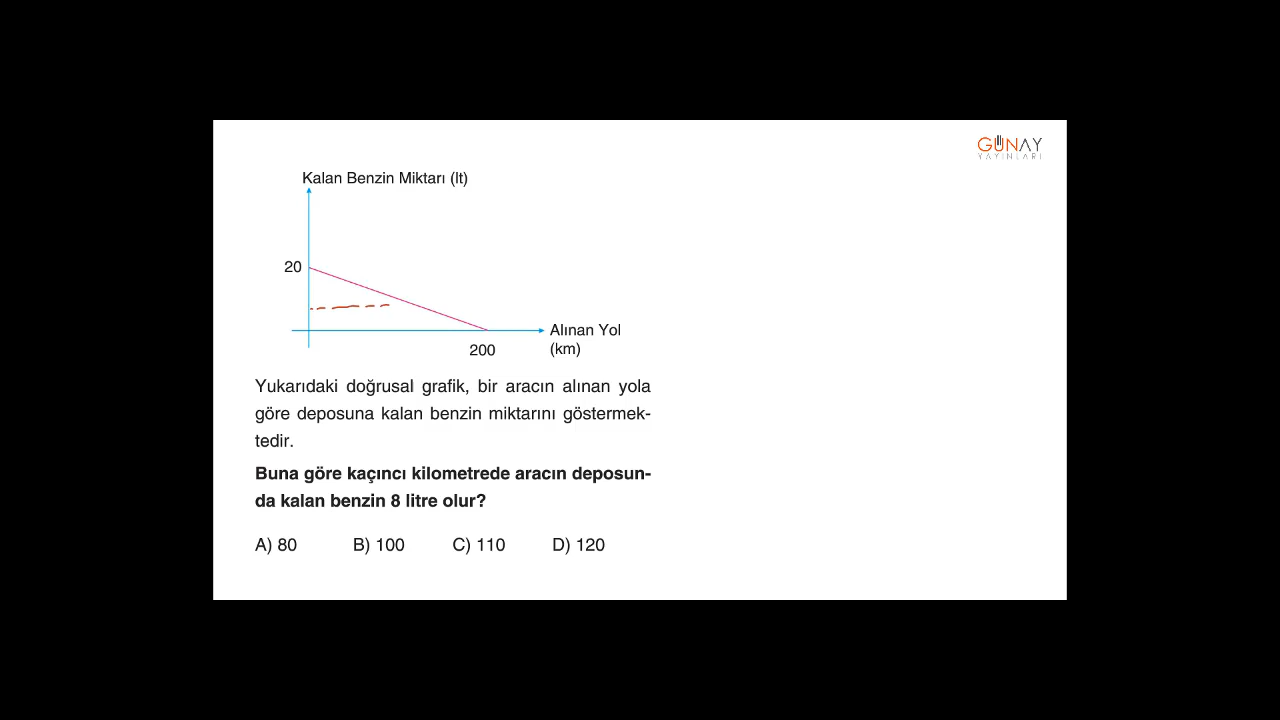 GÜNAY
YAYINLARI
Kalan Benzin Miktarı (lt)
20
Alınan Yol
200
(km)
Yukarıdaki doğrusal grafik, bir aracın alınan yola
göre deposuna kalan benzin miktarını göstermek-
tedir.
Buna göre kaçıncı kilometrede aracın deposun-
da kalan benzin 8 litre olur?
A) 80 B) 100 C) 110 D) 120